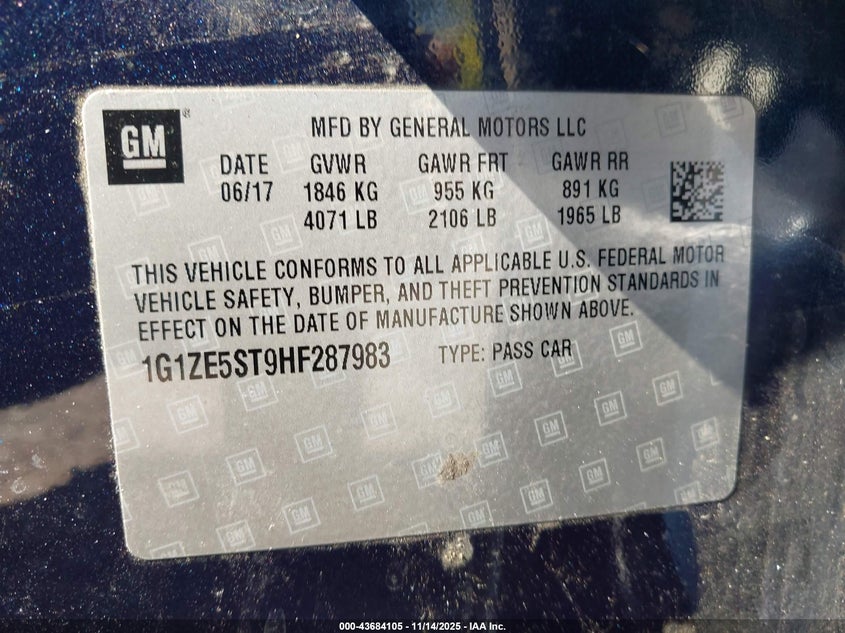 GM ® MFD BY GENERAL MOTORS LLC
DATE GVWR GAWR FRT GAWR RR
06/17 1846 KG 955 KG 891 KG
4071 LB 2106 LB 1965 LB
THIS VEHICLE CONFORMS TO ALL APPLICABLE U.S. FEDERAL MOTOR
VEHICLE SAFETY, BUMPER, AND THEFT PREVENTION STANDARDS IN
EFFECT ON THE DATE OF MANUFACTURE SHOWN ABOVE.
1G1ZE5ST9HF287983 TYPE: PASS CAR
000-43684105 - 11/14/2025 - IAA Inc.